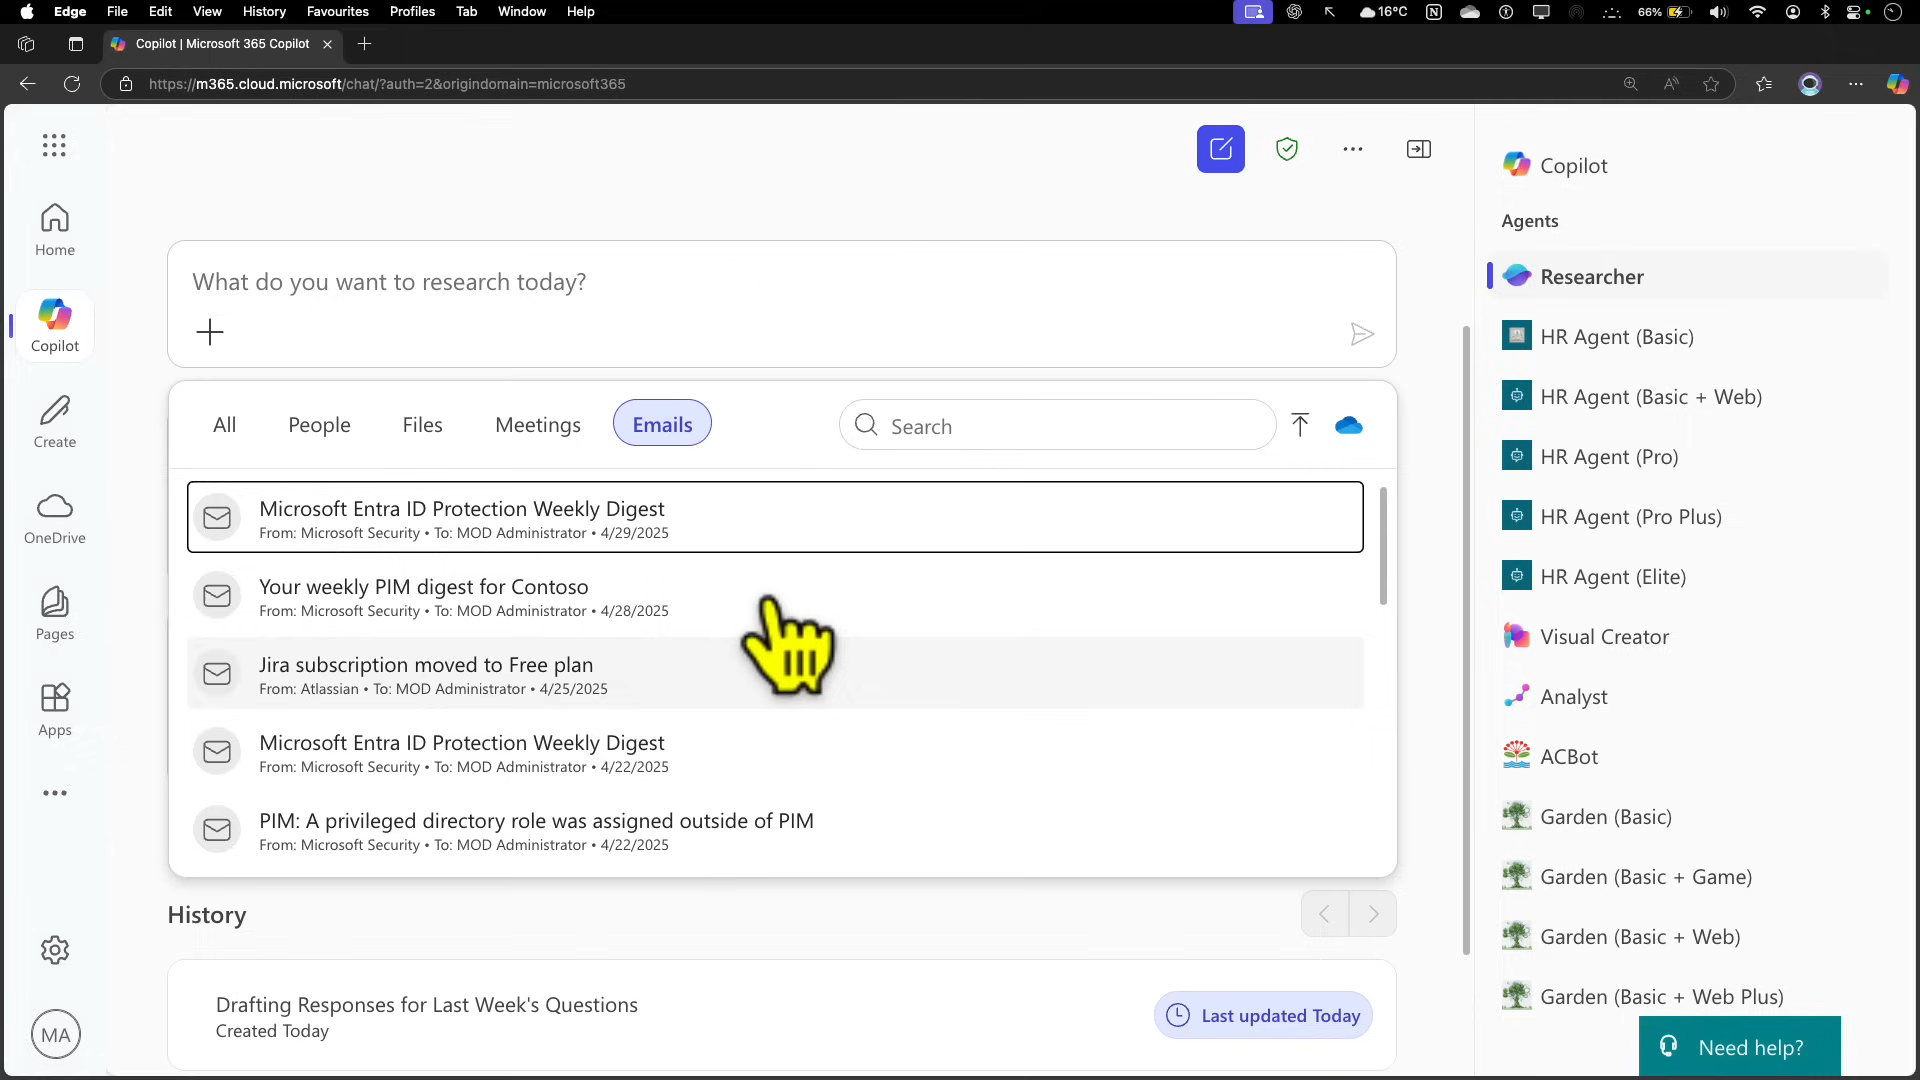 Edge File Edit View History Favourites Profiles Tab Window Help 16°C 66%
Copilot | Microsoft 365 Copilot
https://m365.cloud.microsoft/chat/?auth=2&origindomain=microsoft365
Home
Copilot
Create
OneDrive
Pages
Apps
MA
What do you want to research today?
All People Files Meetings Emails Search
Microsoft Entra ID Protection Weekly Digest
From: Microsoft Security • To: MOD Administrator • 4/29/2025
Your weekly PIM digest for Contoso
From: Microsoft Security • To: MOD Administrator • 4/28/2025
Jira subscription moved to Free plan
From: Atlassian • To: MOD Administrator • 4/25/2025
Microsoft Entra ID Protection Weekly Digest
From: Microsoft Security • To: MOD Administrator • 4/22/2025
PIM: A privileged directory role was assigned outside of PIM
From: Microsoft Security • To: MOD Administrator • 4/22/2025
History
Drafting Responses for Last Week's Questions
Created Today
Last updated Today
Copilot
Agents
Researcher
HR Agent (Basic)
HR Agent (Basic + Web)
HR Agent (Pro)
HR Agent (Pro Plus)
HR Agent (Elite)
Visual Creator
Analyst
ACBot
Garden (Basic)
Garden (Basic + Game)
Garden (Basic + Web)
Garden (Basic + Web Plus)
Need help?